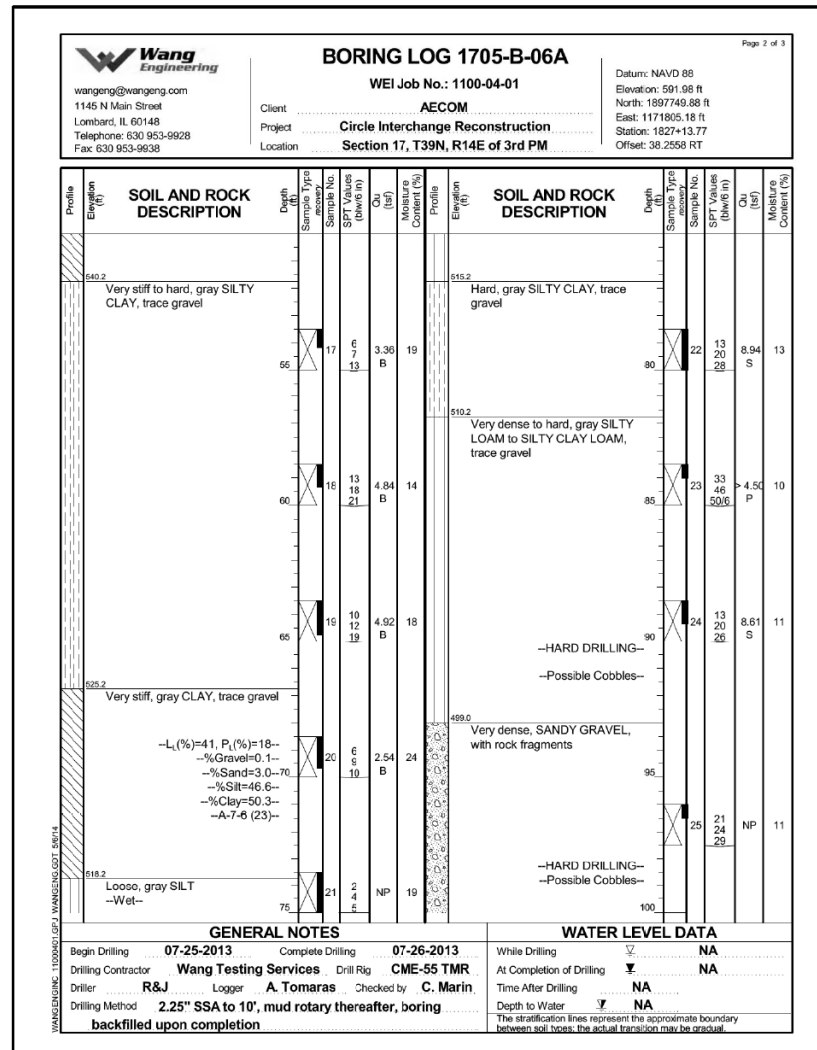 Page 2 of 3
Wang
Engineering
wangeng@wangeng.com
1145 N Main Street
Lombard, IL 60148
Telephone: 630 953-9928
Fax: 630 953-9938
BORING LOG 1705-B-06A
WEI Job No.: 1100-04-01
Client AECOM
Project Circle Interchange Reconstruction
Location Section 17, T39N, R14E of 3rd PM
Datum: NAVD 88
Elevation: 591.98 ft
North: 1897749.88 ft
East: 1171805.18 ft
Station: 1827+13.77
Offset: 38.2558 RT
Profile Elevation (ft) SOIL AND ROCK DESCRIPTION Depth (ft) Sample Type recovery Sample No. SPT Values (blw/6 in) Qu (tsf) Moisture Content (%)
540.2
Very stiff to hard, gray SILTY
CLAY, trace gravel
55 17 6 7 13 3.36 B 19
60 18 13 18 21 4.84 B 14
65 19 10 12 19 4.92 B 18
525.2
Very stiff, gray CLAY, trace gravel
--LL(%)=41, PL(%)=18--
--%Gravel=0.1--
--%Sand=3.0--70 20 6 9 10 2.54 B 24
--%Silt=46.6--
--%Clay=50.3--
--A-7-6 (23)--
518.2
Loose, gray SILT
--Wet--
75 21 2 4 5 NP 19
Profile Elevation (ft) SOIL AND ROCK DESCRIPTION Depth (ft) Sample Type recovery Sample No. SPT Values (blw/6 in) Qu (tsf) Moisture Content (%)
515.2
Hard, gray SILTY CLAY, trace
gravel
80 22 13 20 28 8.94 S 13
510.2
Very dense to hard, gray SILTY
LOAM to SILTY CLAY LOAM,
trace gravel
85 23 33 46 50/6 > 4.50 P 10
90 24 13 20 26 8.61 S 11
--HARD DRILLING--
--Possible Cobbles--
499.0
Very dense, SANDY GRAVEL,
with rock fragments
95
25 21 24 29 NP 11
--HARD DRILLING--
--Possible Cobbles--
100
WANGENGINC 11000401.GPJ WANGENG.GDT 5/6/14
GENERAL NOTES
Begin Drilling 07-25-2013 Complete Drilling 07-26-2013
Drilling Contractor Wang Testing Services Drill Rig CME-55 TMR
Driller R&J Logger A. Tomaras Checked by C. Marin
Drilling Method 2.25" SSA to 10', mud rotary thereafter, boring
backfilled upon completion
WATER LEVEL DATA
While Drilling NA
At Completion of Drilling NA
Time After Drilling NA
Depth to Water NA
The stratification lines represent the approximate boundary
between soil types; the actual transition may be gradual.